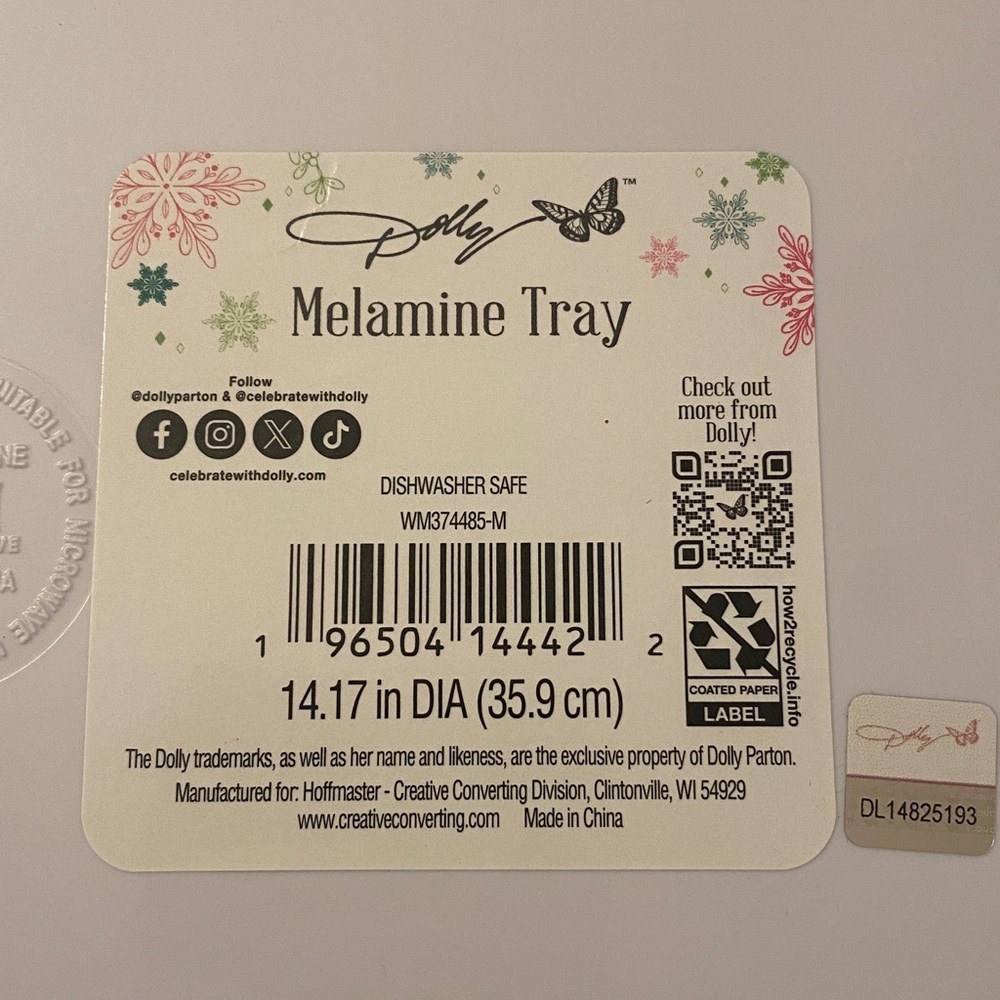 Dolly ™
Melamine Tray
Follow
@dollyparton & @celebratewithdolly
celebratewithdolly.com
Check out
more from
Dolly!
DISHWASHER SAFE
WM374485-M
1 96504 14442 2
14.17 in DIA (35.9 cm)
how2recycle.info
COATED PAPER
LABEL
The Dolly trademarks, as well as her name and likeness, are the exclusive property of Dolly Parton.
Manufactured for: Hoffmaster - Creative Converting Division, Clintonville, WI 54929
www.creativeconverting.com Made in China
Dolly
DL14825193
FOR MICROWAVE